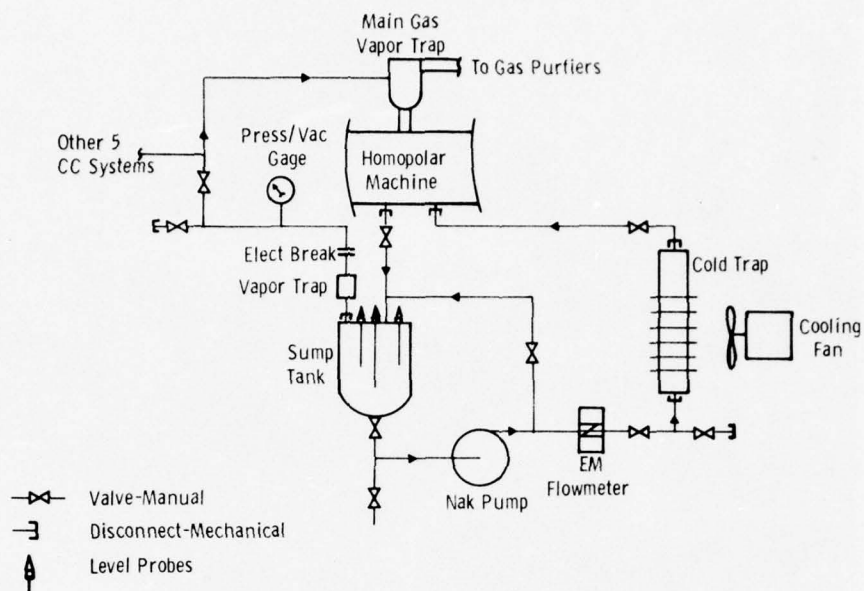 Main Gas
Vapor Trap
To Gas Purfiers
Other 5
CC Systems
Press/Vac
Gage
Homopolar
Machine
Elect Break
Vapor Trap
Cold Trap
Cooling
Fan
Sump
Tank
EM
Flowmeter
Nak Pump
Valve-Manual
Disconnect-Mechanical
Level Probes